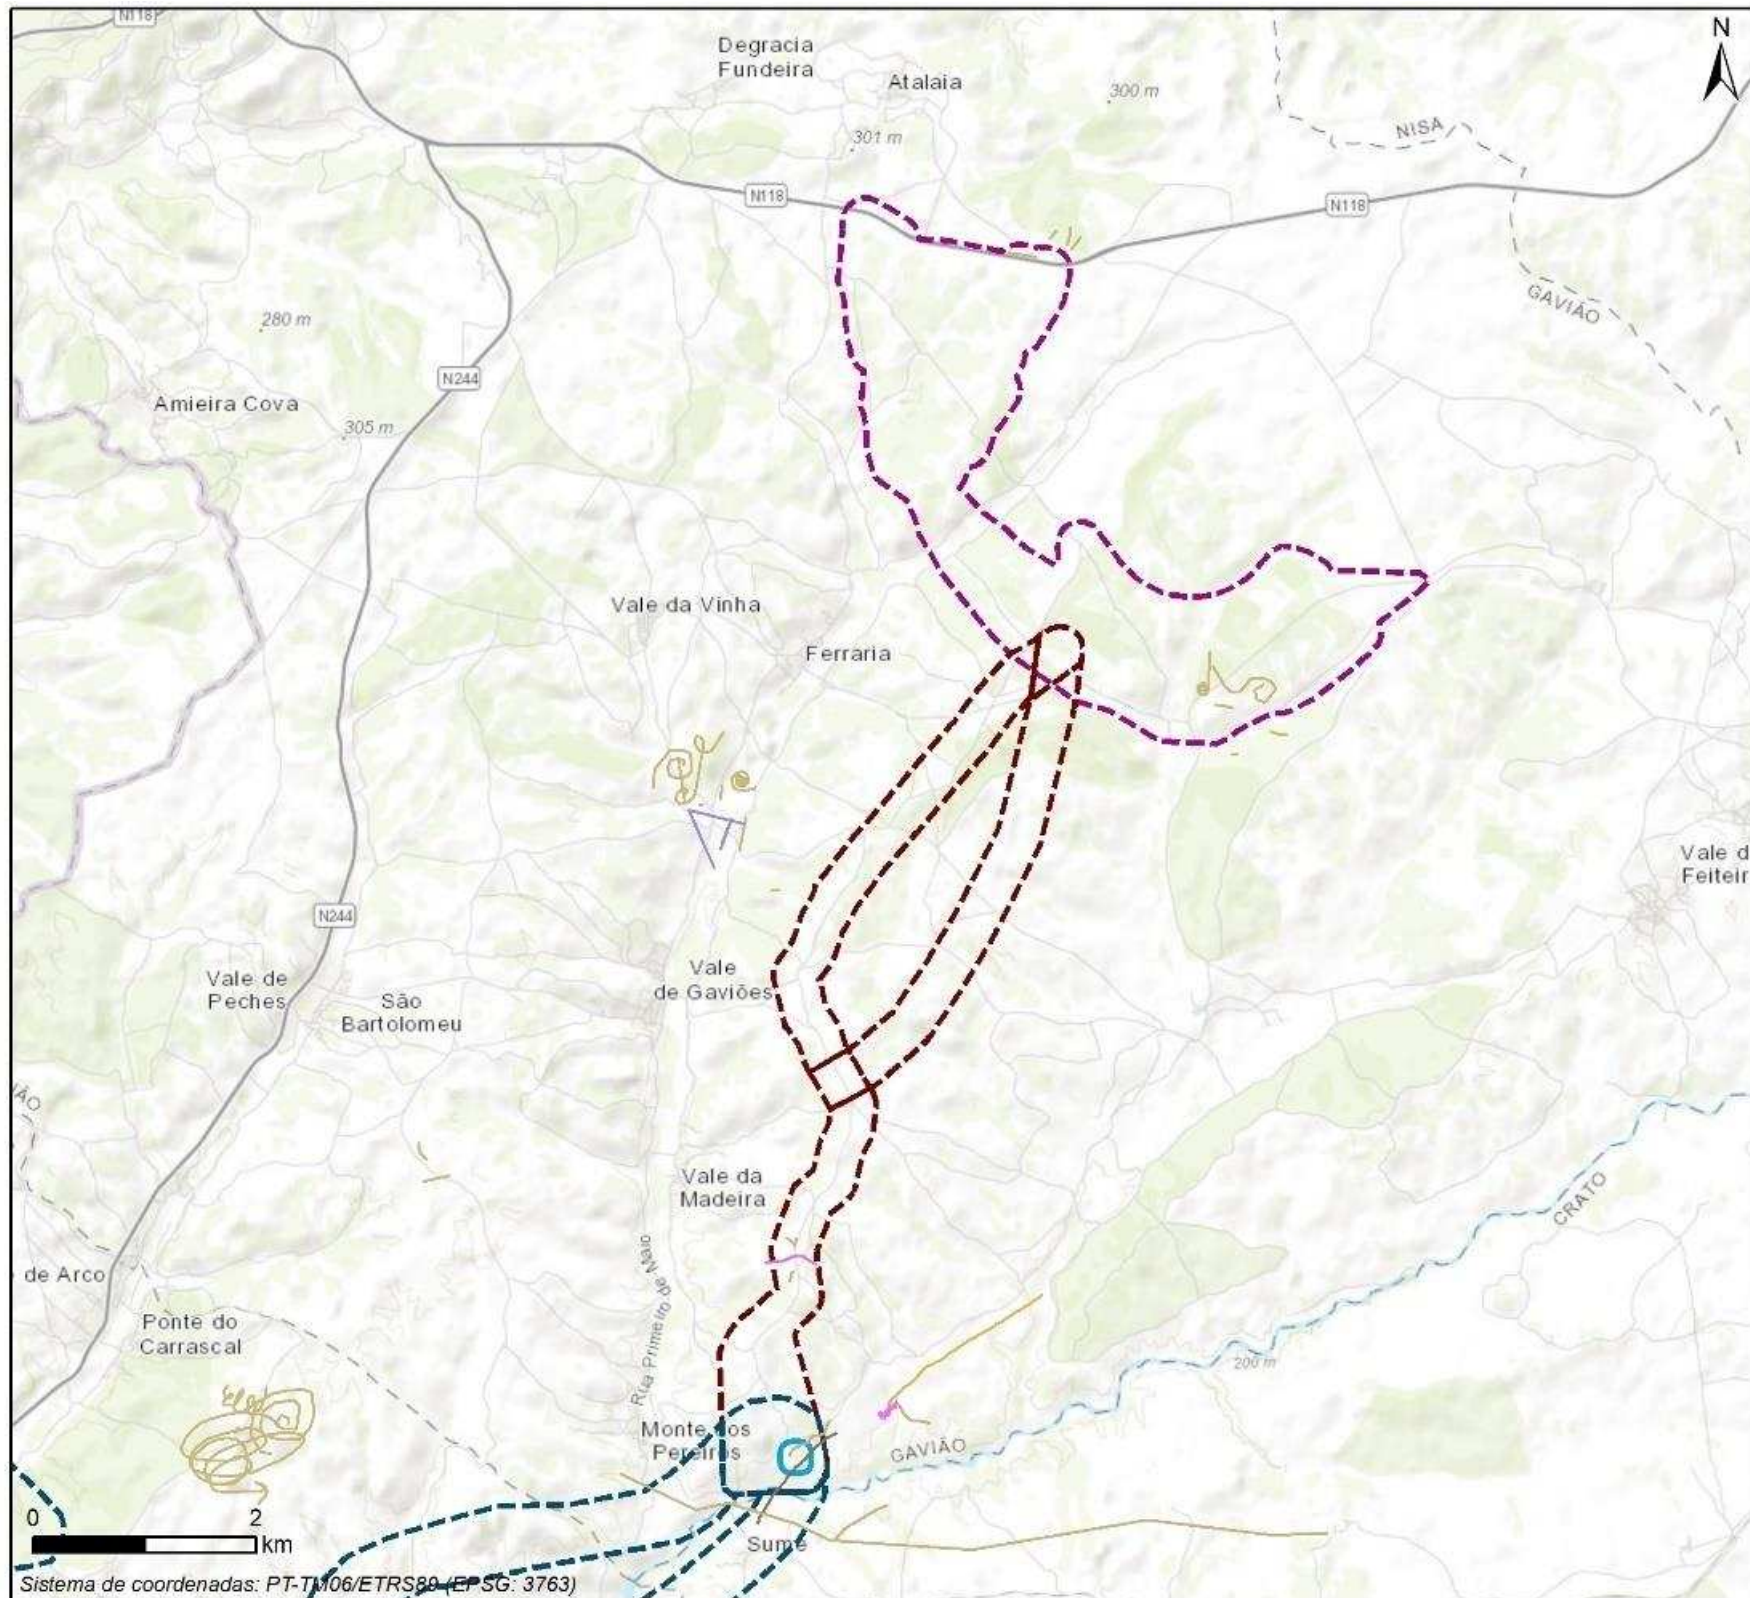 N118
N
Degracia
Fundeira
Atalaia
300 m
NISA
301 m
N118
N118
GAVIÃO
280 m
N244
Amieira Cova
305 m
Vale da Vinha
Ferraria
Vale d
Feiteir
N244
Vale
de Gaviões
Vale de
Peches
São
Bartolomeu
ÃO
Vale da
Madeira
CRATO
Rua Primeiro de Maio
de Arco
Ponte do
Carrascal
200 m
Monte dos
Pereiros
GAVIÃO
0 2
km
Sume
Sistema de coordenadas: PT-TM06/ETRS89 (EPSG: 3763)